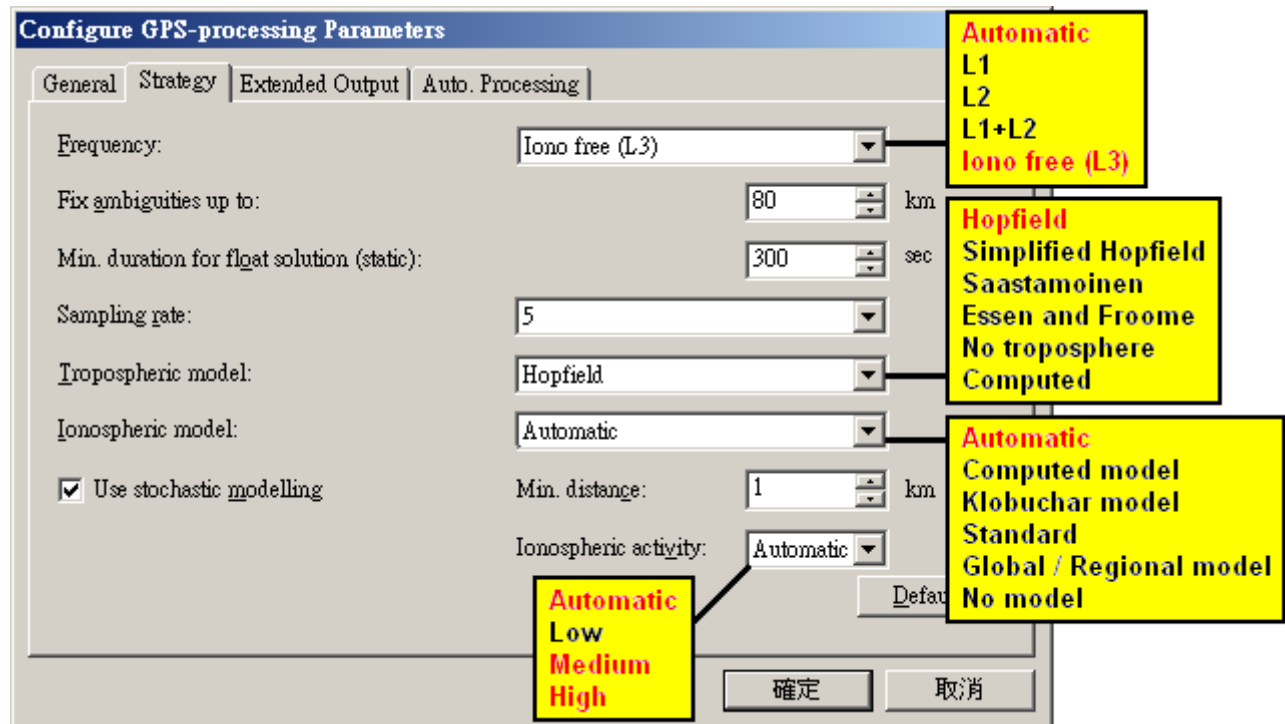 Configure GPS-processing Parameters
General Strategy Extended Output Auto. Processing
Frequency: Iono free (L3)
Fix ambiguities up to: 80 km
Min. duration for float solution (static): 300 sec
Sampling rate: 5
Tropospheric model: Hopfield
Ionospheric model: Automatic
Use stochastic modelling Min. distance: 1 km
Ionospheric activity: Automatic
確定 取消
Automatic
L1
L2
L1+L2
Iono free (L3)
Hopfield
Simplified Hopfield
Saastamoinen
Essen and Froome
No troposphere
Computed
Automatic
Computed model
Klobuchar model
Standard
Global / Regional model
No model
Automatic
Low
Medium
High